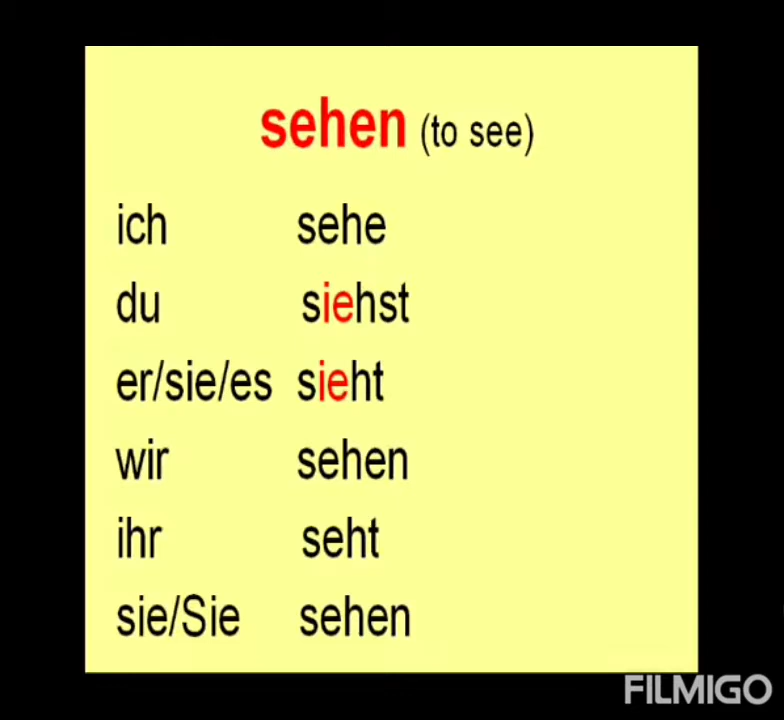 sehen (to see)
ich sehe
du siehst
er/sie/es sieht
wir sehen
ihr seht
sie/Sie sehen
FILMIGO